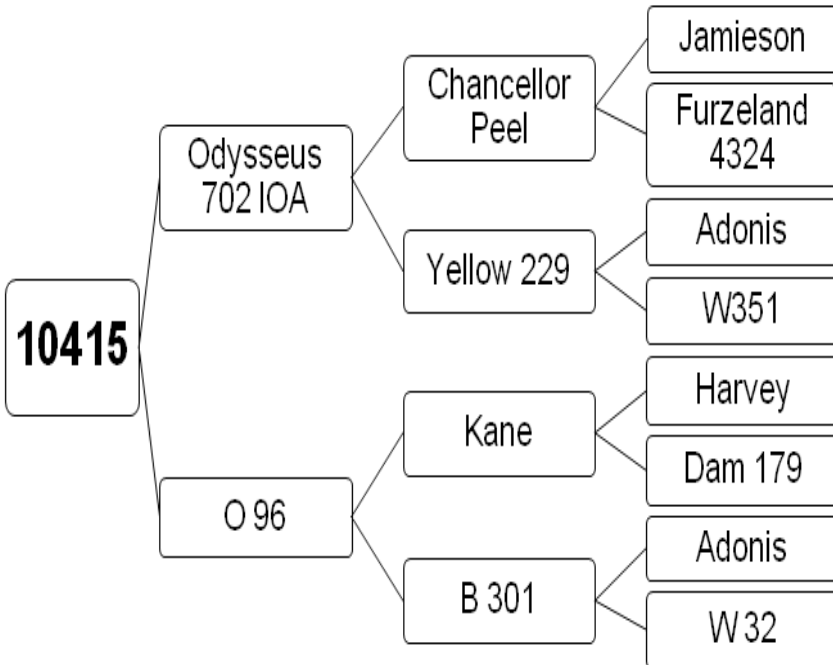 Jamieson
Chancellor
Peel
Furzeland
4324
Odysseus
702 IOA
Adonis
Yellow 229
W351
10415
Harvey
Kane
Dam 179
O 96
Adonis
B 301
W 32